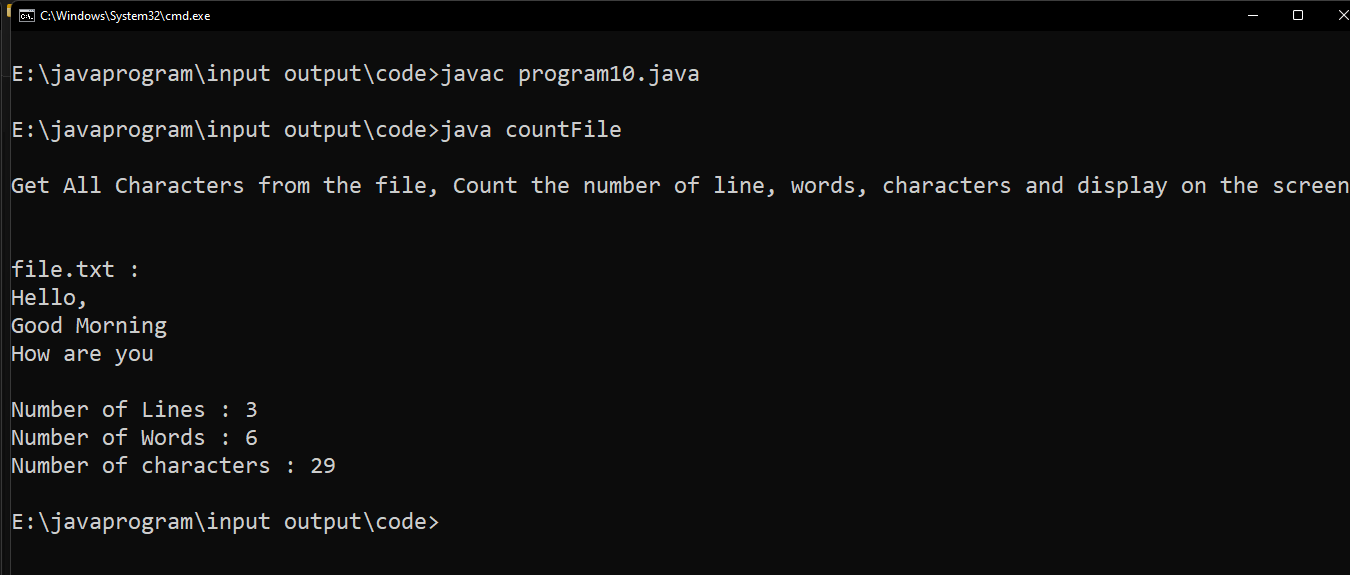 C:\Windows\System32\cmd.exe
E:\javaprogram\input output\code>javac program10.java
E:\javaprogram\input output\code>java countFile
Get All Characters from the file, Count the number of line, words, characters and display on the screen
file.txt :
Hello,
Good Morning
How are you
Number of Lines : 3
Number of Words : 6
Number of characters : 29
E:\javaprogram\input output\code>